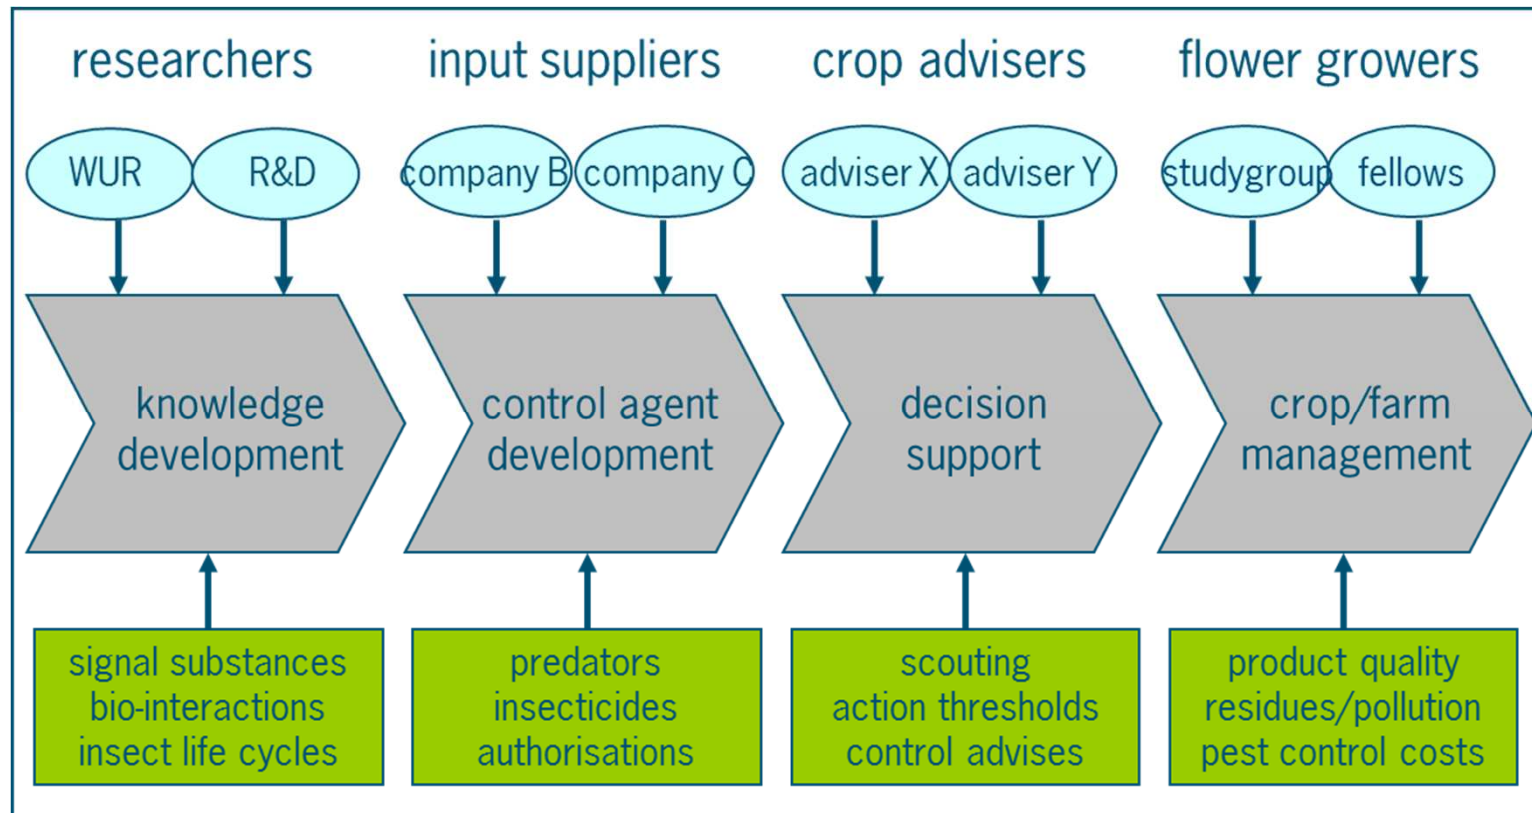 researchers
input suppliers
crop advisers
flower growers
WUR
R&D
company B
company C
adviser X
adviser Y
studygroup
fellows
knowledge
development
control agent
development
decision
support
crop/farm
management
signal substances
bio-interactions
insect life cycles
predators
insecticides
authorisations
scouting
action thresholds
control advises
product quality
residues/pollution
pest control costs